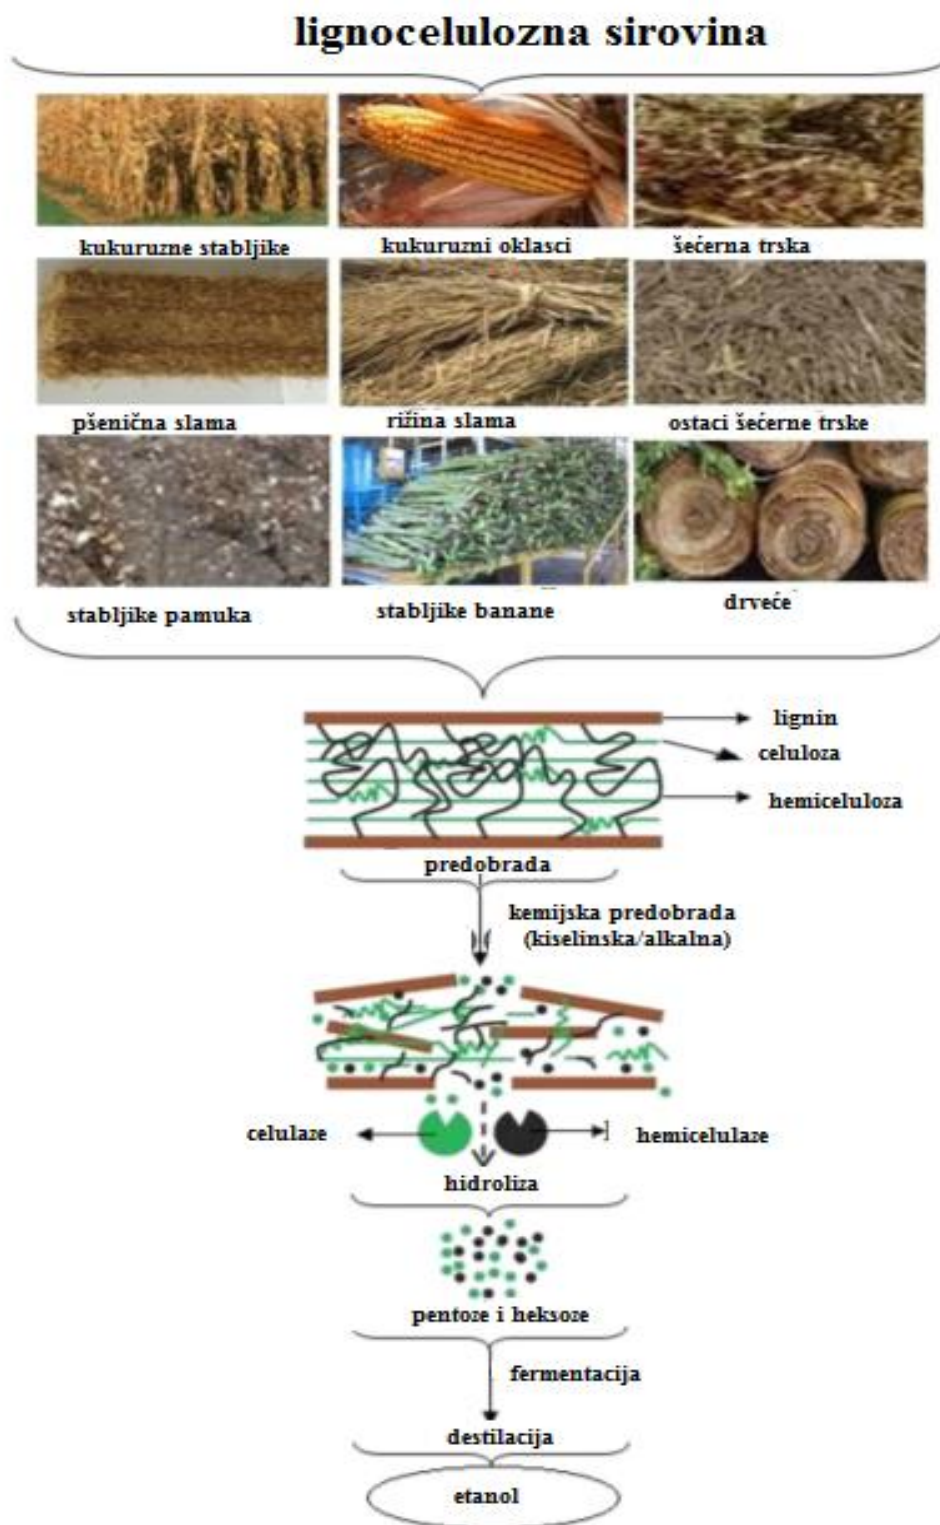 lignocelulozna sirovina
kukuruzne stabljike
kukuruzni oklasci
šećerna trska
pšenična slama
rižina slama
ostaci šećerne trske
stabljike pamuka
stabljike banane
drveće
lignin
celuloza
hemiceluloza
predobrada
kemijska predobrada
(kiselinska/alkalna)
celulaze
hemicelulaze
hidroliza
pentoze i heksoze
fermentacija
destilacija
etanol